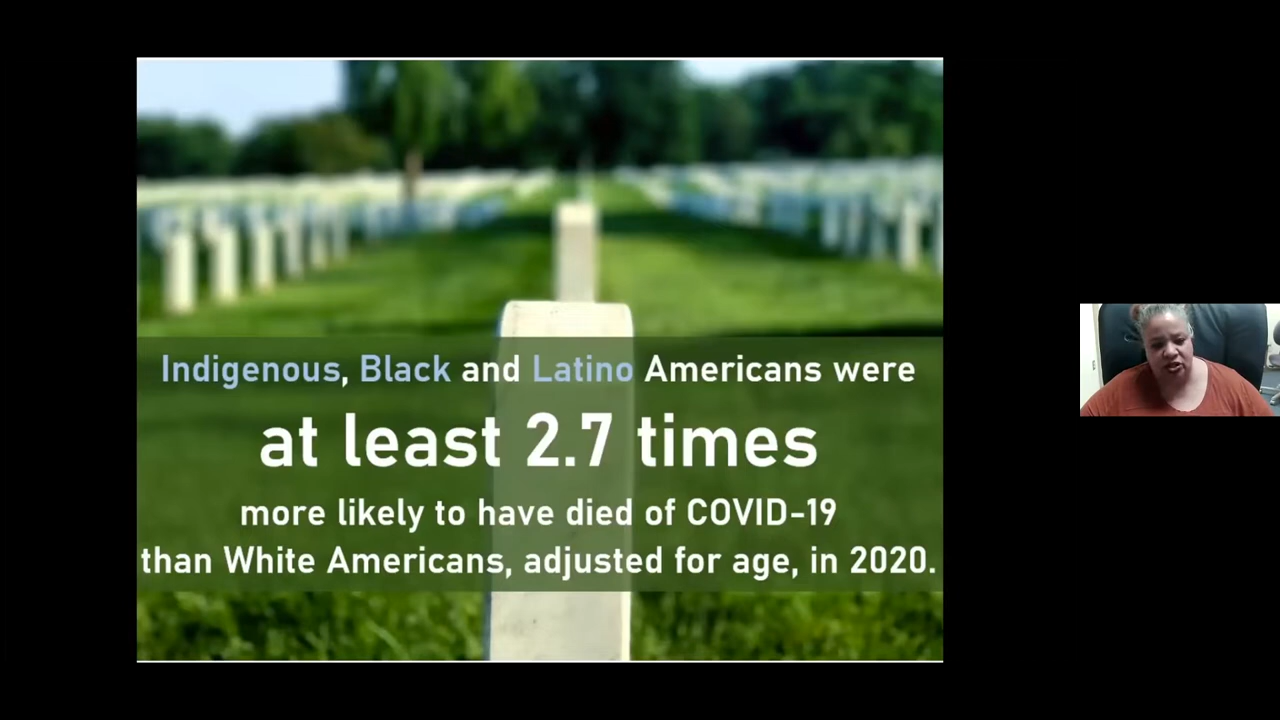 Indigenous, Black and Latino Americans were
at least 2.7 times
more likely to have died of COVID-19
than White Americans, adjusted for age, in 2020.